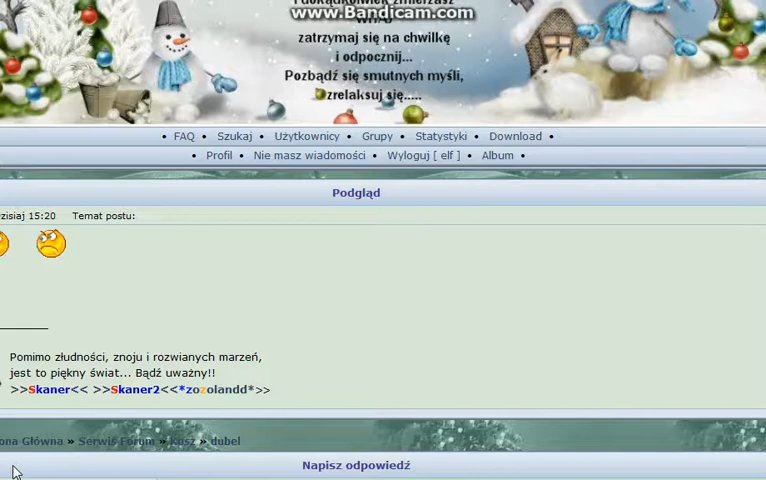 www.Bandicam.com
zatrzymaj się na chwilkę
i odpocznij...
Pozbądź się smutnych myśli,
zrelaksuj się.....
• FAQ • Szukaj • Użytkownicy • Grupy • Statystyki • Download •
• Profil • Nie masz wiadomości • Wyloguj [ elf ] • Album •
Podgląd
zisiaj 15:20 Temat postu:
Pomimo złudności, znoju i rozwianych marzeń,
jest to piękny świat... Bądź uważny!!
>>Skaner<< >>Skaner2<<*zozolandd*>>
ona Główna » Serwis Forum » Kosz » dubel
Napisz odpowiedź